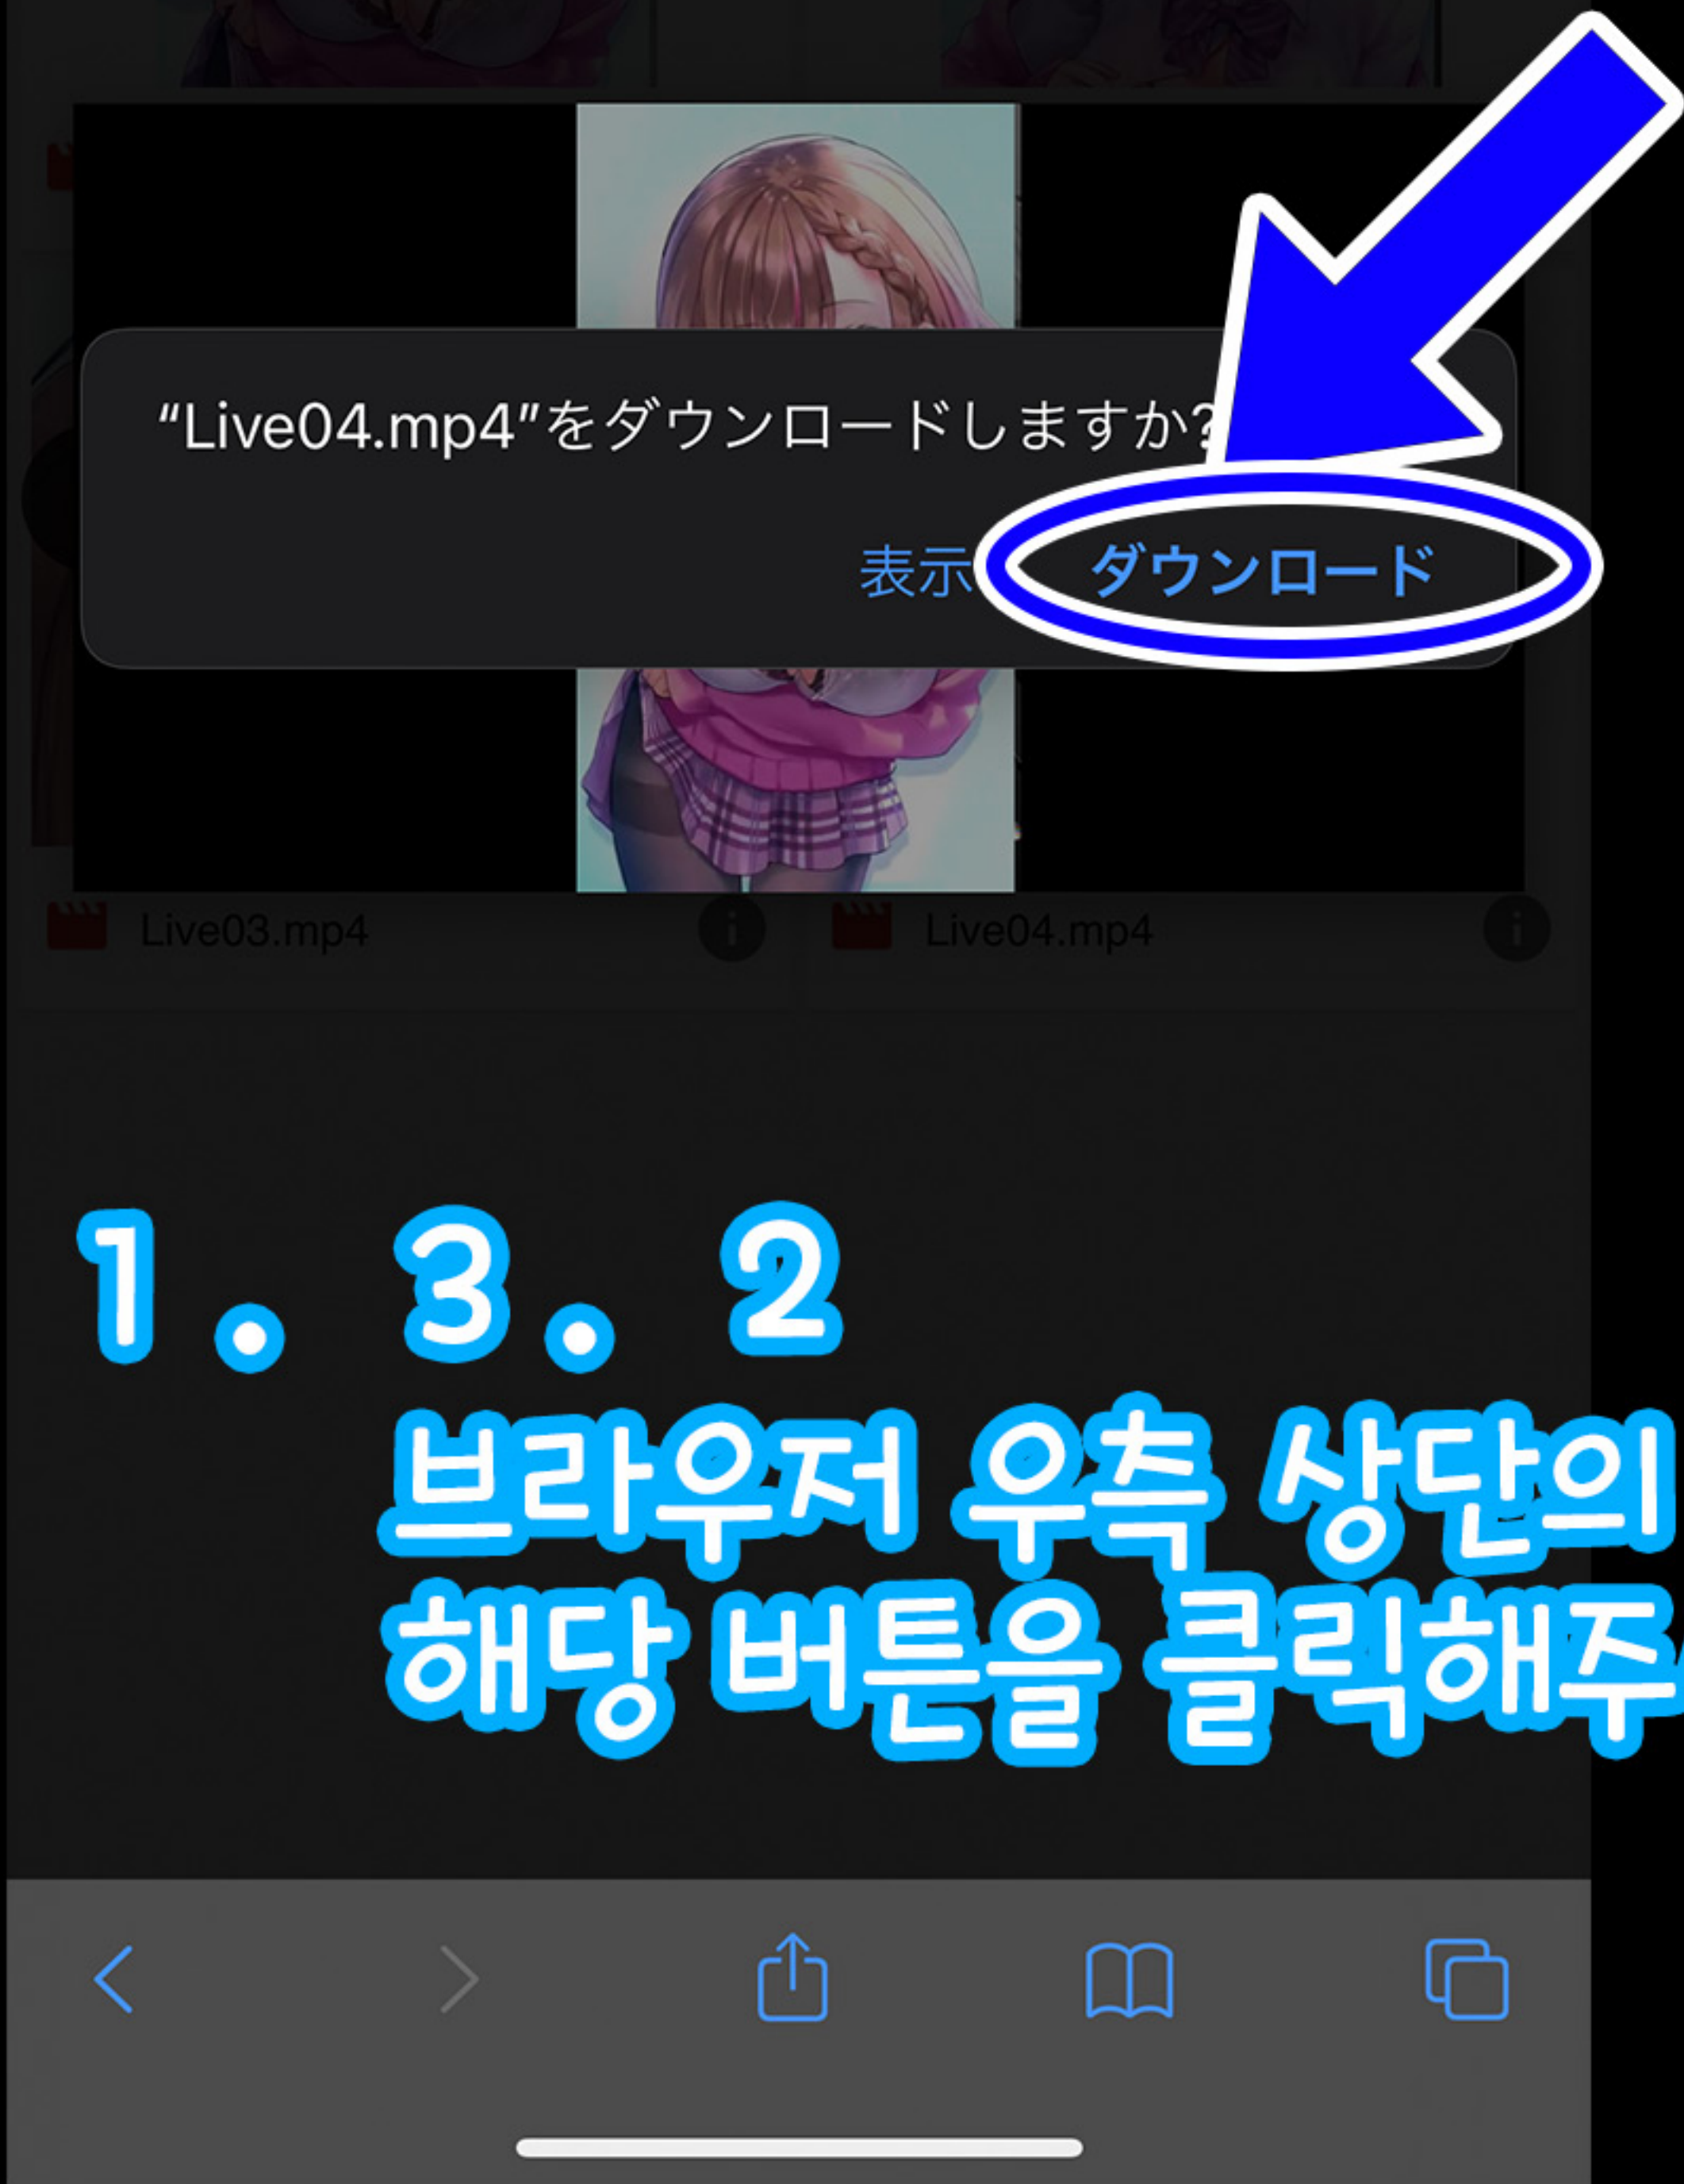 “Live04.mp4”をダウンロードしますか?
表示
ダウンロード
Live03.mp4
Live04.mp4
1. 3. 2
브라우저 우측 상단의
해당 버튼을 클릭해주